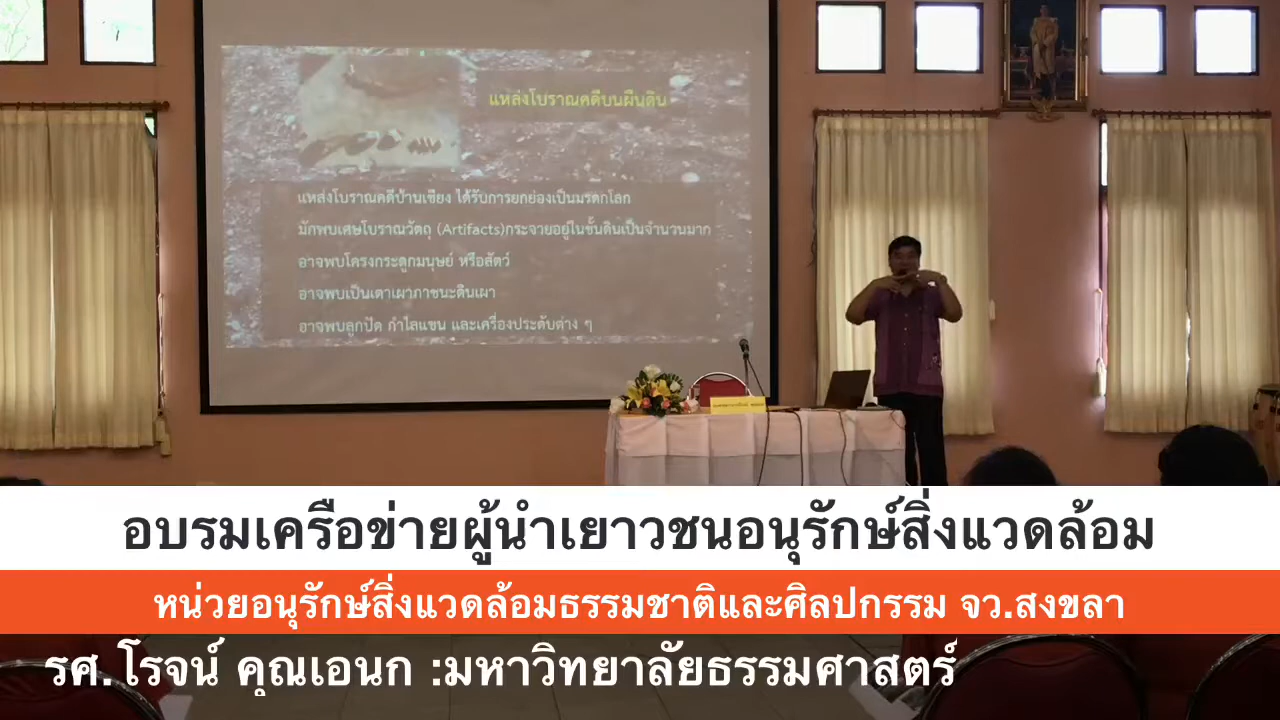 แหล่งโบราณคดีบนผืนดิน
แหล่งโบราณคดีบ้านเชียง ได้รับการยกย่องเป็นมรดกโลก
มักพบเศษโบราณวัตถุ (Artifacts)กระจายอยู่ในชั้นดินเป็นจำนวนมาก
อาจพบโครงกระดูกมนุษย์ หรือสัตว์
อาจพบเป็นเตาเผาภาชนะดินเผา
อาจพบลูกปัด กำไลแขน และเครื่องประดับต่าง ๆ
อบรมเครือข่ายผู้นำเยาวชนอนุรักษ์สิ่งแวดล้อม
หน่วยอนุรักษ์สิ่งแวดล้อมธรรมชาติและศิลปกรรม จว.สงขลา
รศ.โรจน์ คุณเอนก :มหาวิทยาลัยธรรมศาสตร์